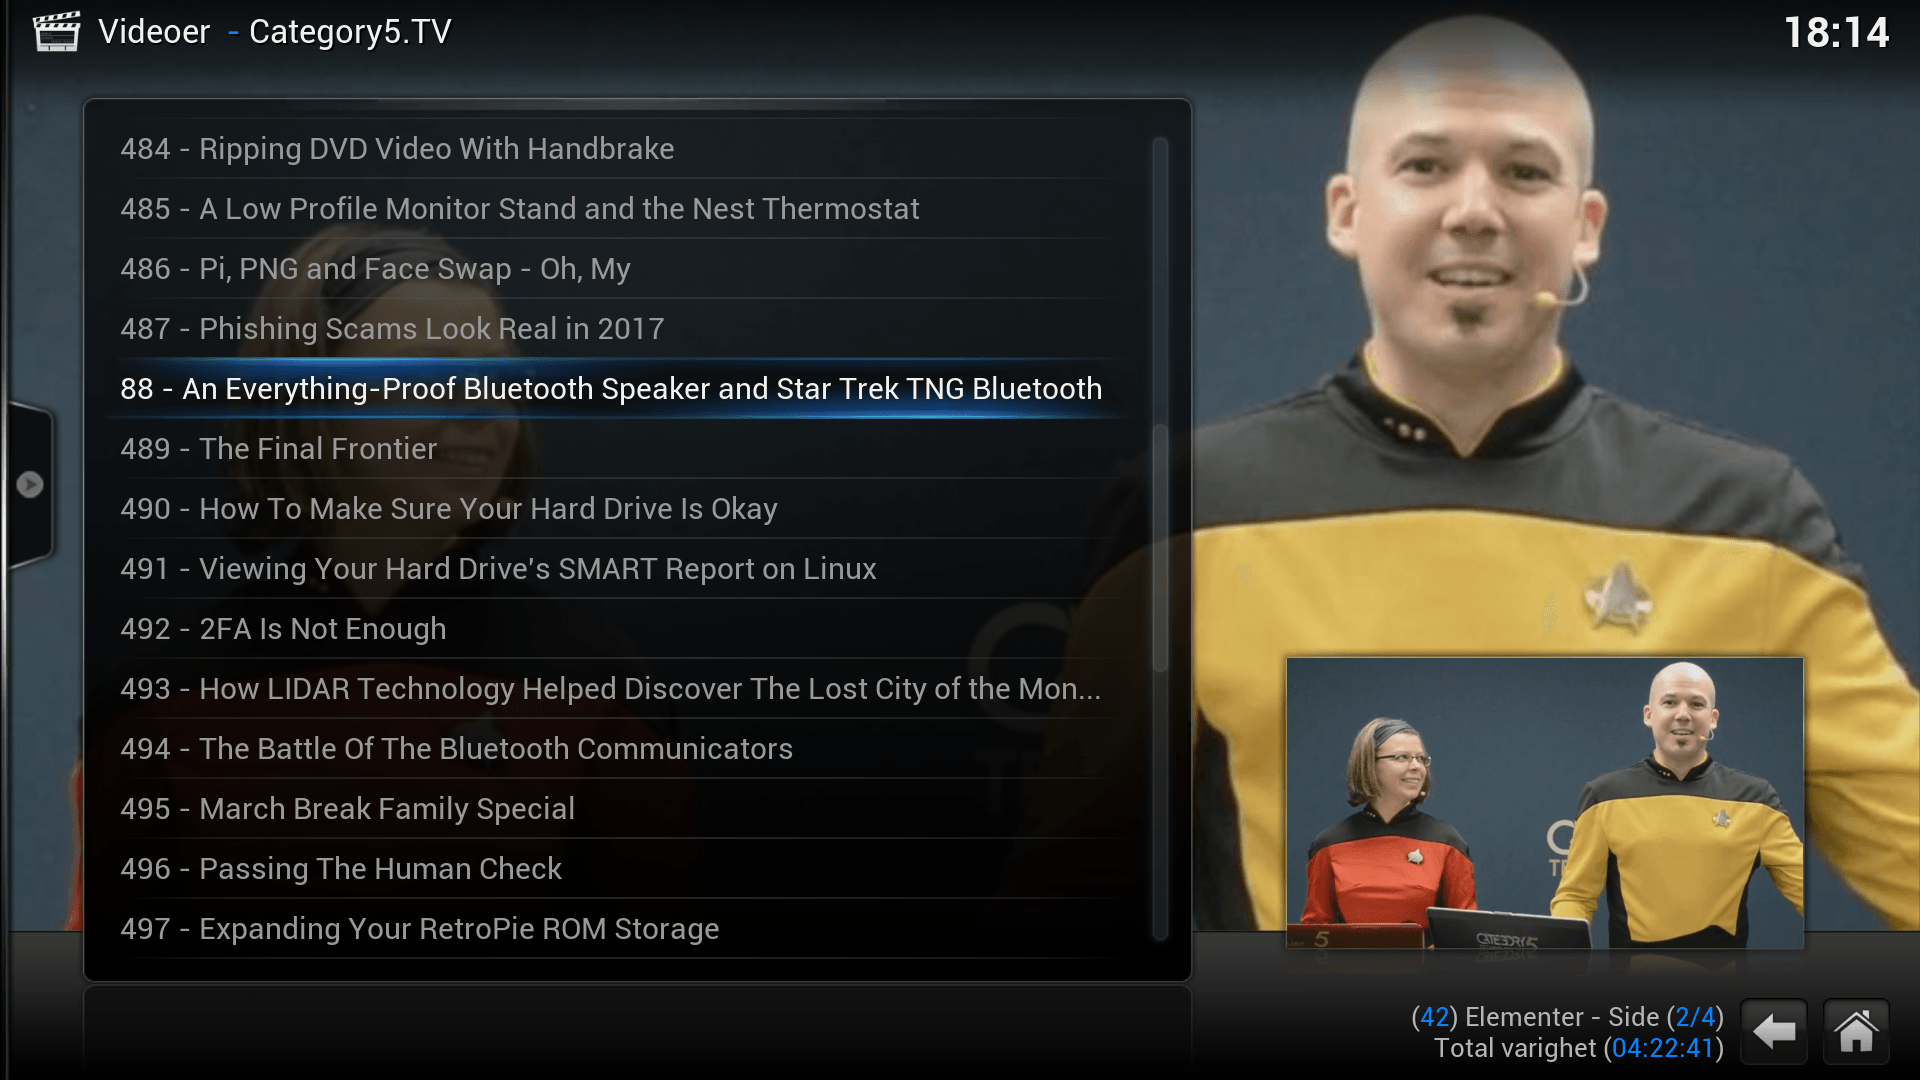 Videoer - Category5.TV
18:14
484 - Ripping DVD Video With Handbrake
485 - A Low Profile Monitor Stand and the Nest Thermostat
486 - Pi, PNG and Face Swap - Oh, My
487 - Phishing Scams Look Real in 2017
88 - An Everything-Proof Bluetooth Speaker and Star Trek TNG Bluetooth
489 - The Final Frontier
490 - How To Make Sure Your Hard Drive Is Okay
491 - Viewing Your Hard Drive's SMART Report on Linux
492 - 2FA Is Not Enough
493 - How LIDAR Technology Helped Discover The Lost City of the Mon...
494 - The Battle Of The Bluetooth Communicators
495 - March Break Family Special
496 - Passing The Human Check
497 - Expanding Your RetroPie ROM Storage
5
CATEGORY5
(42) Elementer - Side (2/4)
Total varighet (04:22:41)